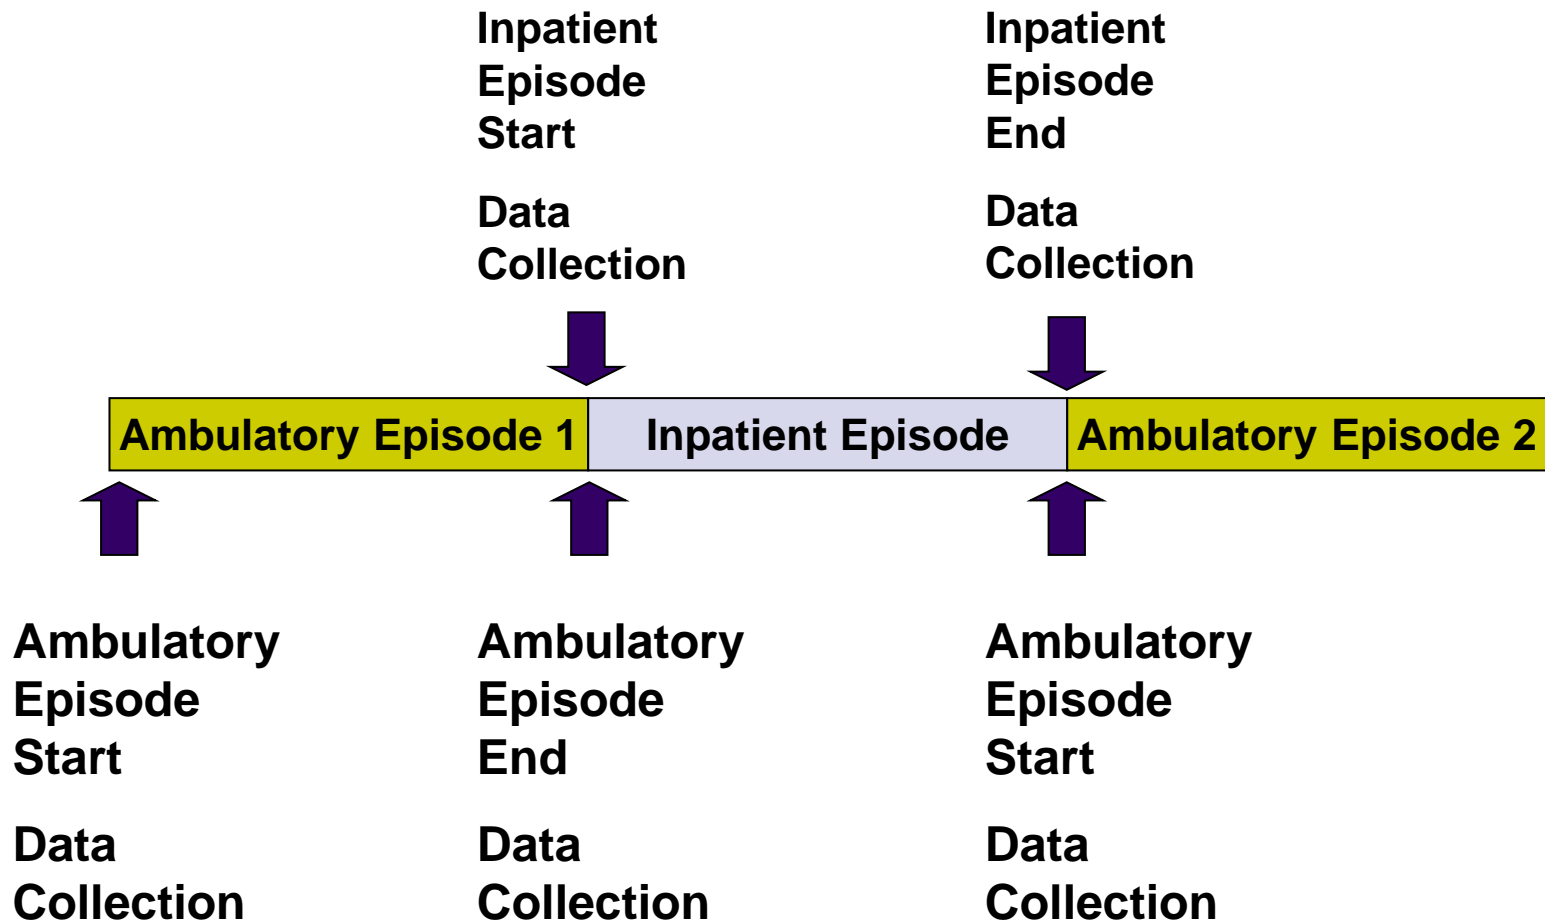 Inpatient
Episode
Start
Data
Collection
Inpatient
Episode
End
Data
Collection
Ambulatory Episode 1
Inpatient Episode
Ambulatory Episode 2
Ambulatory
Episode
Start
Data
Collection
Ambulatory
Episode
End
Data
Collection
Ambulatory
Episode
Start
Data
Collection